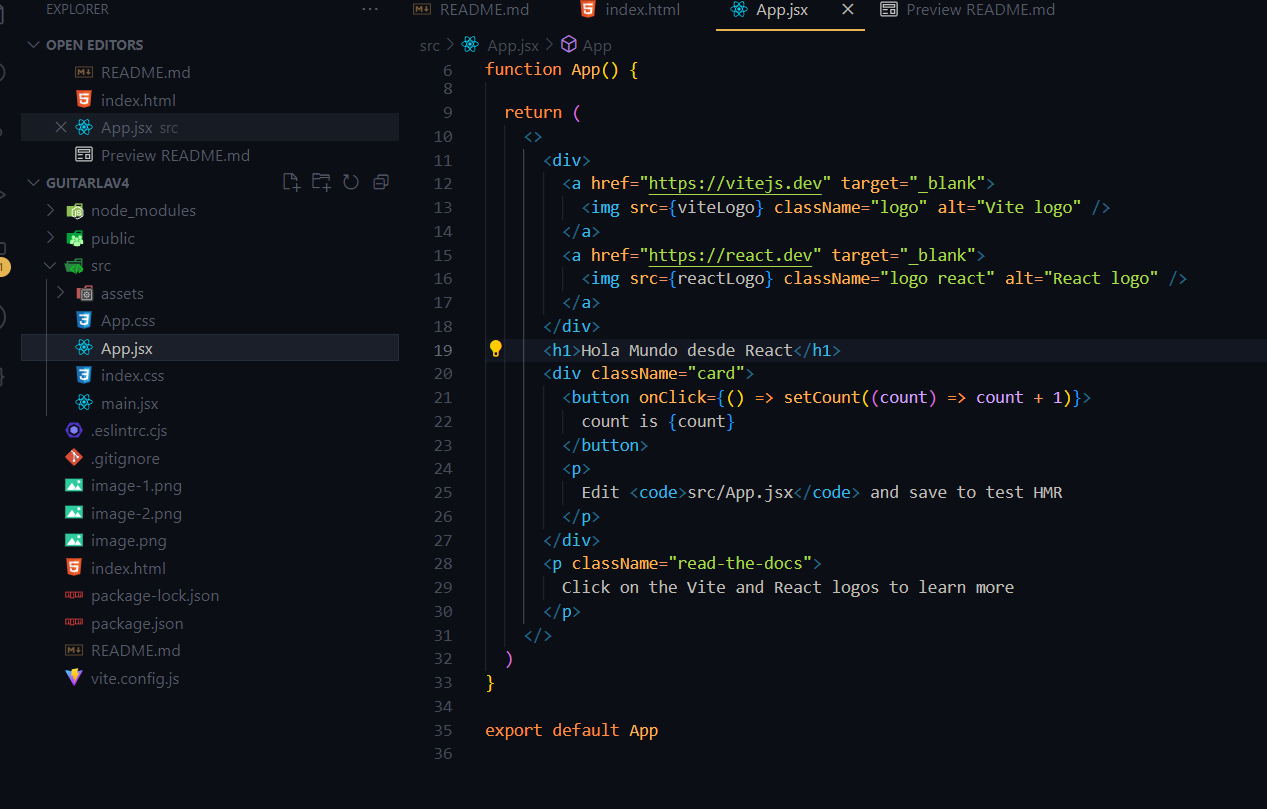 EXPLORER
OPEN EDITORS
README.md
index.html
App.jsx src
Preview README.md
GUITARLAV4
node_modules
public
src
assets
App.css
App.jsx
index.css
main.jsx
.eslintrc.cjs
.gitignore
image-1.png
image-2.png
image.png
index.html
package-lock.json
package.json
README.md
vite.config.js
README.md index.html App.jsx Preview README.md
src > App.jsx > App
6 function App() {
8
9 return (
10 <>
11 <div>
12 <a href="https://vitejs.dev" target="_blank">
13 <img src={viteLogo} className="logo" alt="Vite logo" />
14 </a>
15 <a href="https://react.dev" target="_blank">
16 <img src={reactLogo} className="logo react" alt="React logo" />
17 </a>
18 </div>
19 <h1>Hola Mundo desde React</h1>
20 <div className="card">
21 <button onClick={() => setCount((count) => count + 1)}>
22 count is {count}
23 </button>
24 <p>
25 Edit <code>src/App.jsx</code> and save to test HMR
26 </p>
27 </div>
28 <p className="read-the-docs">
29 Click on the Vite and React logos to learn more
30 </p>
31 </>
32 )
33 }
34
35 export default App
36